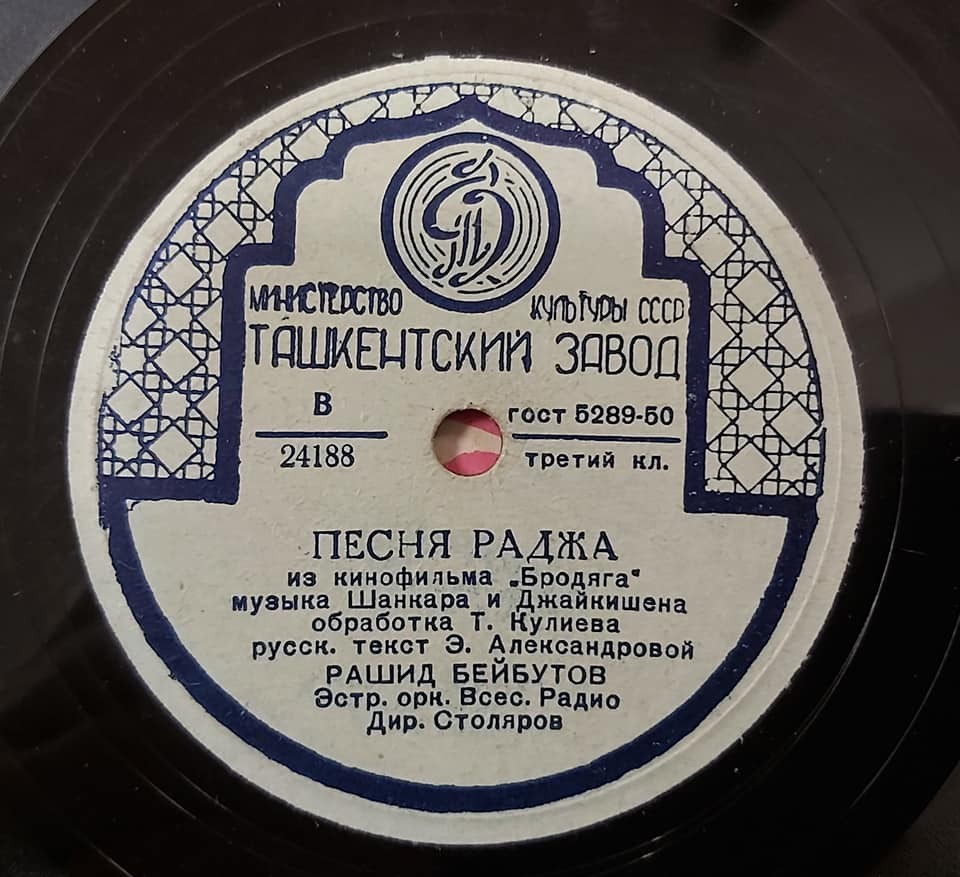 МИНИСТЕРСТВО КУЛЬТУРЫ СССР
ТАШКЕНТСКИЙ ЗАВОД
В
24188
ГОСТ 5289-50
третий кл.
ПЕСНЯ РАДЖА
из кинофильма „Бродяга"
музыка Шанкара и Джайкишена
обработка Т. Кулиева
русск. текст Э. Александровой
РАШИД БЕЙБУТОВ
Эстр. орк. Всес. Радио
Дир. Столяров